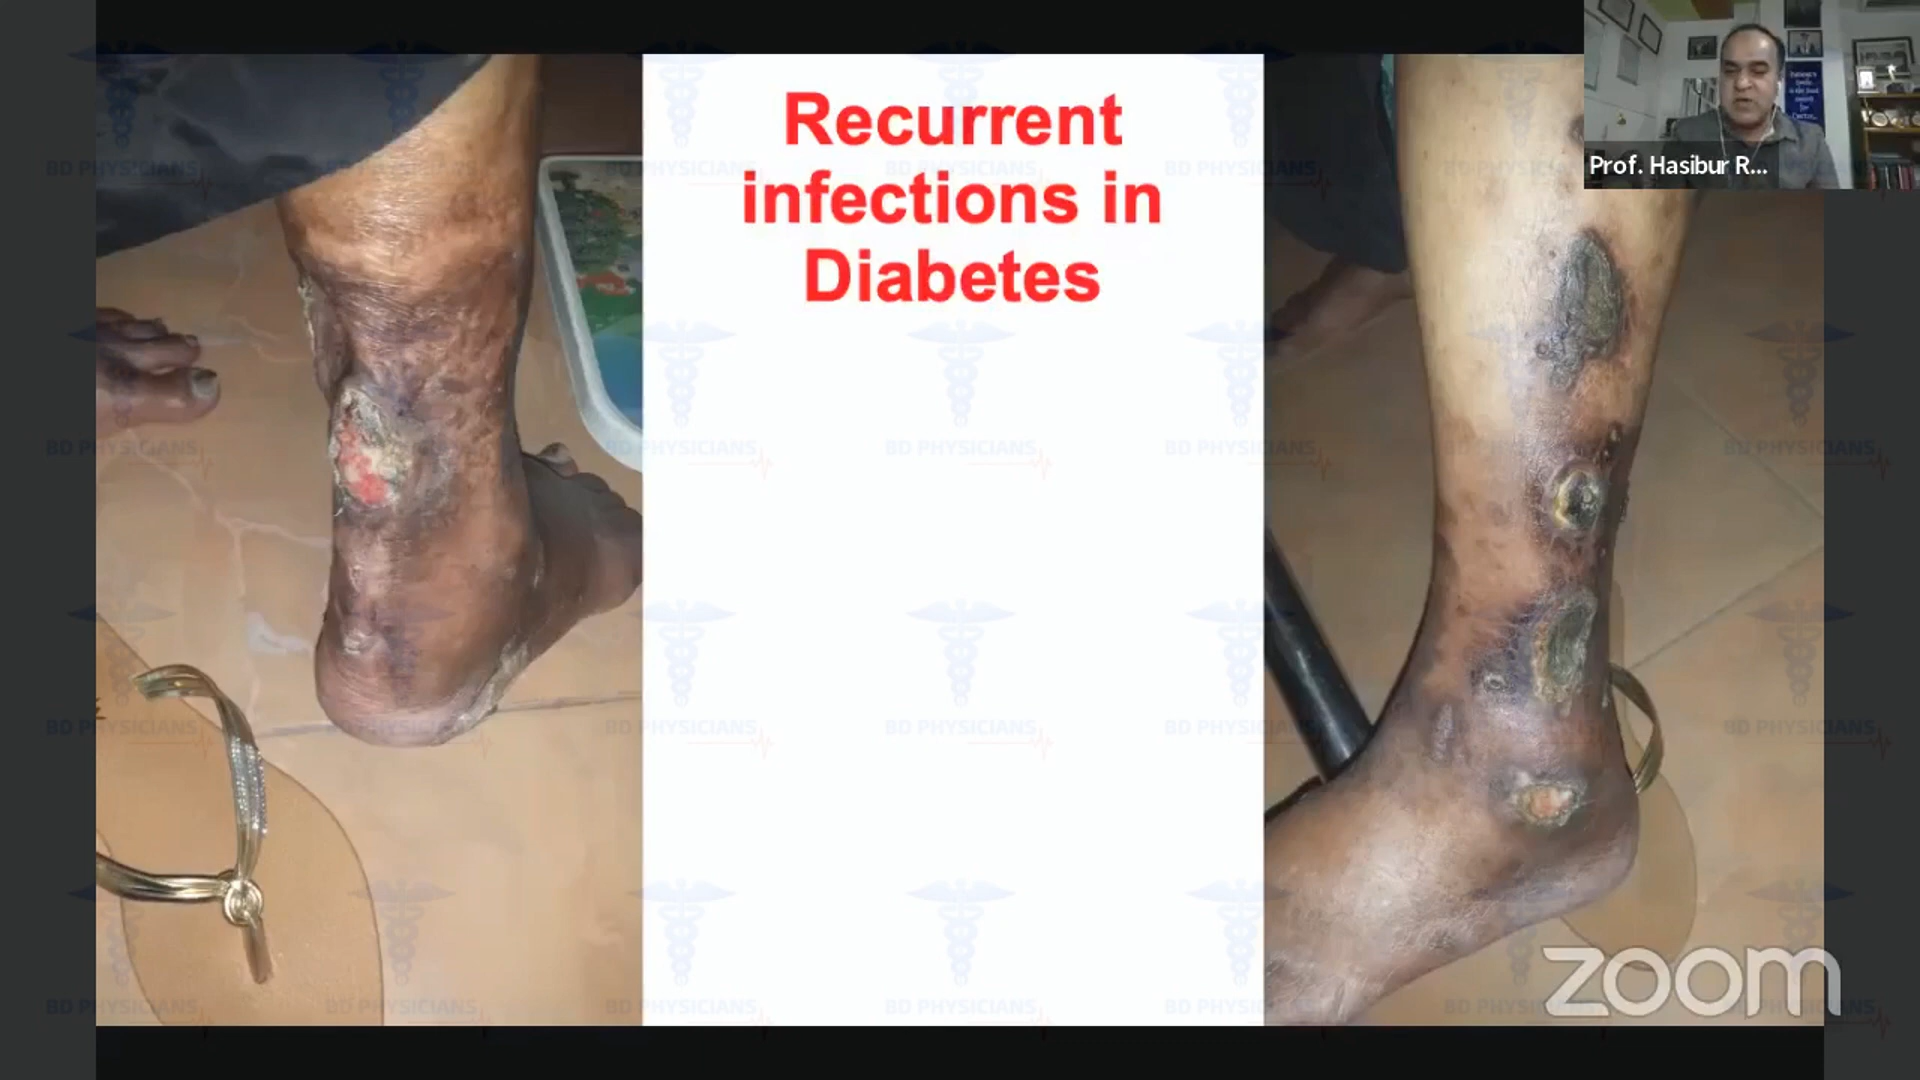 Recurrent
infections in
Diabetes
Prof. Hasibur R...
BD PHYSICIANS
zoom